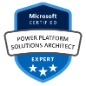 Microsoft
CERTIFIED
POWER PLATFORM
SOLUTIONS ARCHITECT
EXPERT